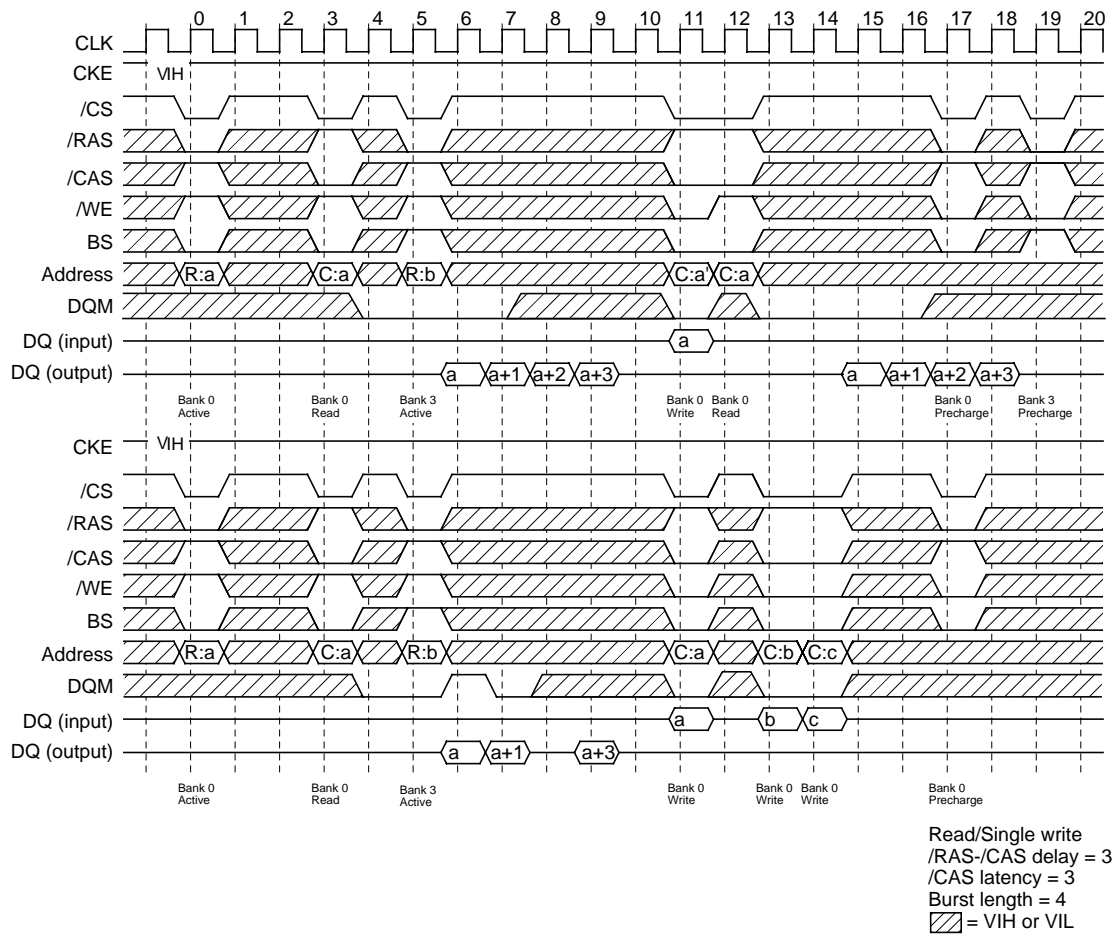 0 1 2 3 4 5 6 7 8 9 10 11 12 13 14 15 16 17 18 19 20
CLK
CKE VIH
/CS
/RAS
/CAS
/WE
BS
Address R:a C:a R:b C:a' C:a
DQM
DQ (input) a
DQ (output) a a+1 a+2 a+3 a a+1 a+2 a+3
Bank 0 Bank 0 Bank 3 Bank 0 Bank 0 Bank 0 Bank 3
Active Read Active Write Read Precharge Precharge
CKE VIH
/CS
/RAS
/CAS
/WE
BS
Address R:a C:a R:b C:a C:b C:c
DQM
DQ (input) a b c
DQ (output) a a+1 a+3
Bank 0 Bank 0 Bank 3 Bank 0 Bank 0 Bank 0 Bank 0
Active Read Active Write Write Write Precharge
Read/Single write
/RAS-/CAS delay = 3
/CAS latency = 3
Burst length = 4
= VIH or VIL